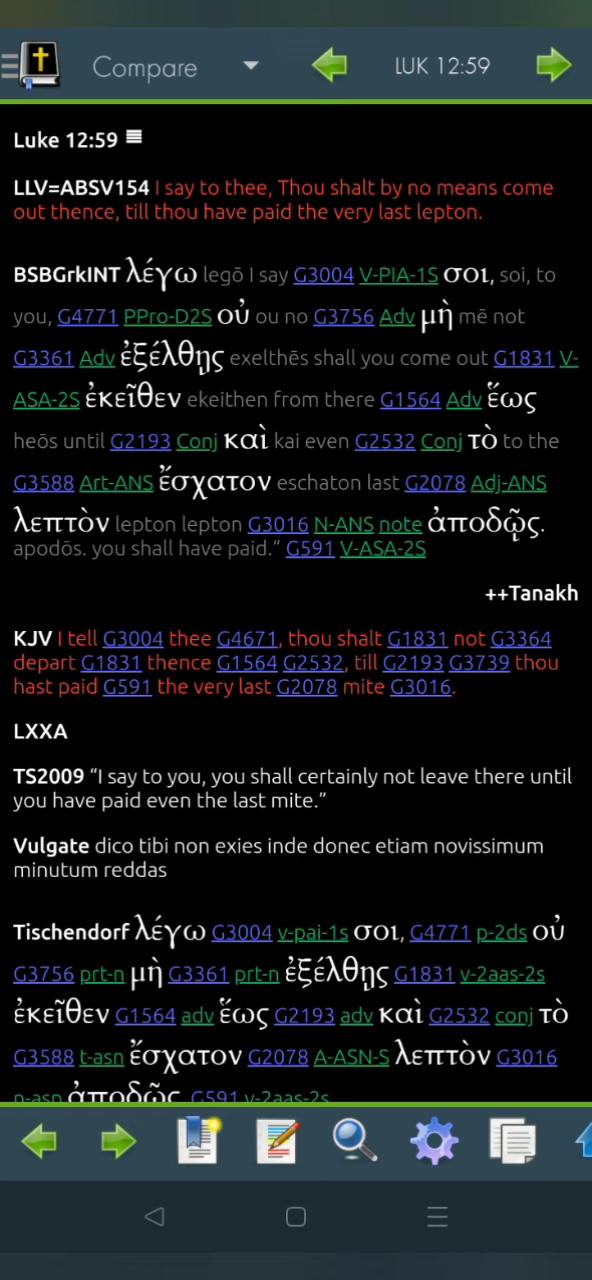 Compare
LUK 12:59
Luke 12:59
LLV=ABSV154 I say to thee, Thou shalt by no means come
out thence, till thou have paid the very last lepton.
BSBGrkINT λέγω legō I say G3004 V-PIA-1S σοι, soi, to
you, G4771 PPro-D2S οὐ ou no G3756 Adv μὴ mē not
G3361 Adv ἐξέλθῃς exelthēs shall you come out G1831 V-
ASA-2S ἐκεῖθεν ekeithen from there G1564 Adv ἕως
heōs until G2193 Conj καὶ kai even G2532 Conj τὸ to the
G3588 Art-ANS ἔσχατον eschaton last G2078 Adj-ANS
λεπτὸν lepton lepton G3016 N-ANS note ἀποδῷς.
apodōs. you shall have paid.” G591 V-ASA-2S
++Tanakh
KJV I tell G3004 thee G4671, thou shalt G1831 not G3364
depart G1831 thence G1564 G2532, till G2193 G3739 thou
hast paid G591 the very last G2078 mite G3016.
LXXA
TS2009 “I say to you, you shall certainly not leave there until
you have paid even the last mite.”
Vulgate dico tibi non exies inde donec etiam novissimum
minutum reddas
Tischendorf λέγω G3004 v-pai-1s σοι, G4771 p-2ds οὐ
G3756 prt-n μὴ G3361 prt-n ἐξέλθῃς G1831 v-2aas-2s
ἐκεῖθεν G1564 adv ἕως G2193 adv καὶ G2532 conj τὸ
G3588 t-asn ἔσχατον G2078 A-ASN-S λεπτὸν G3016
n-asn ἀποδῷς G591 v-2aas-2s